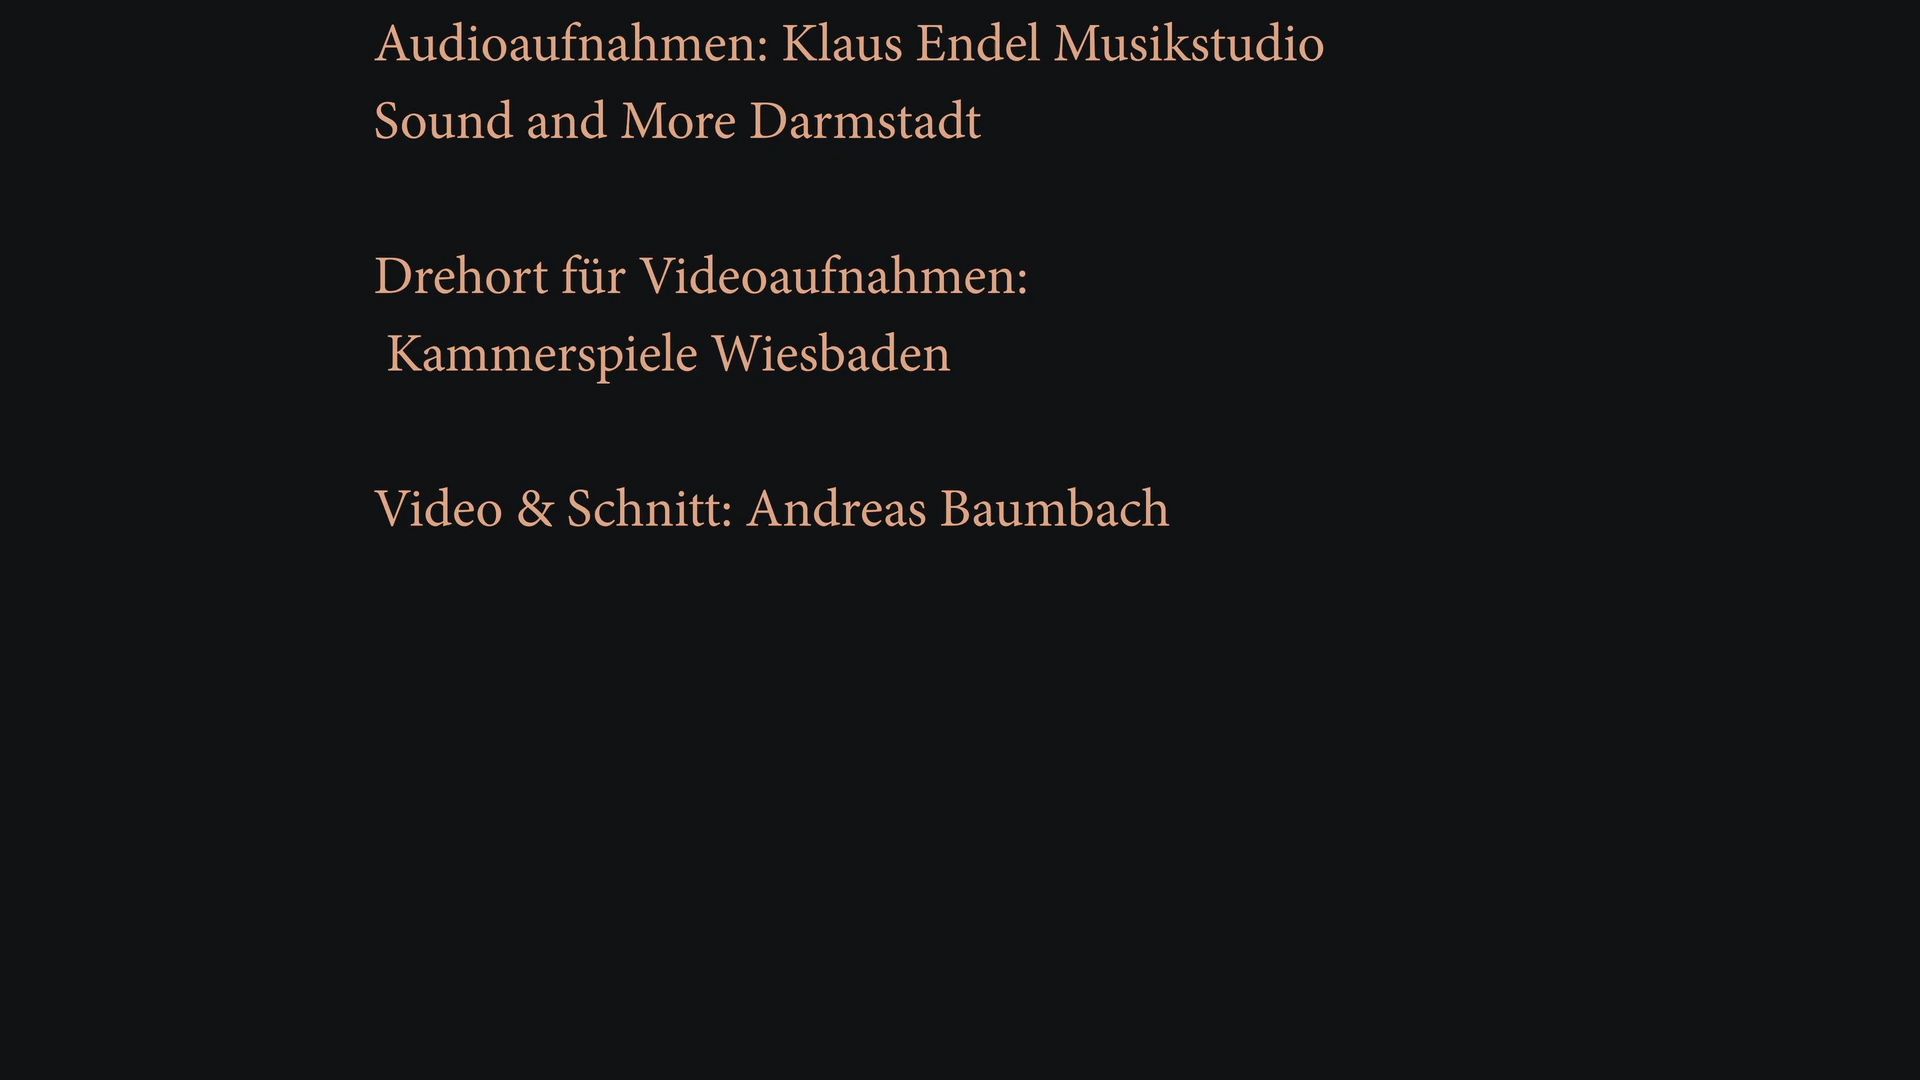 Audioaufnahmen: Klaus Endel Musikstudio
Sound and More Darmstadt
Drehort für Videoaufnahmen:
Kammerspiele Wiesbaden
Video & Schnitt: Andreas Baumbach